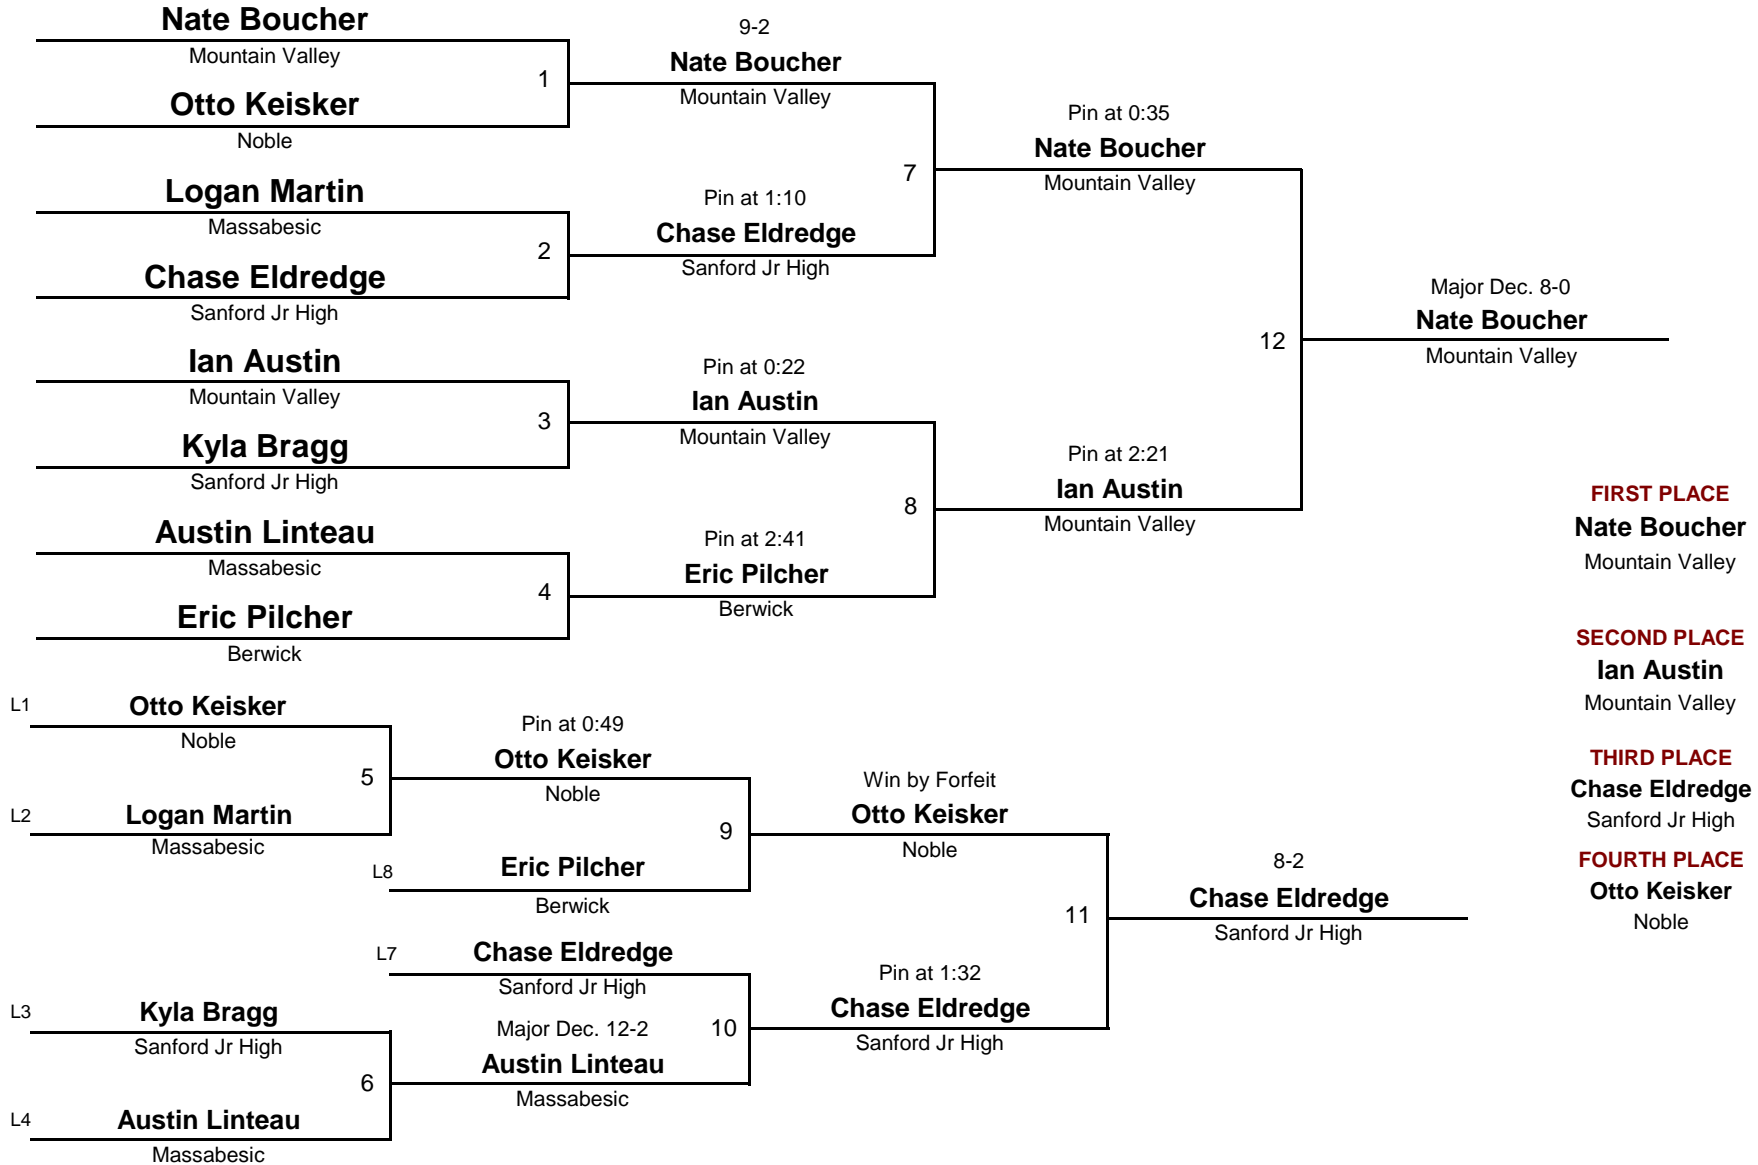 Nate Boucher
Mountain Valley
1
Otto Keisker
Noble
Logan Martin
Massabesic
2
Chase Eldredge
Sanford Jr High
Ian Austin
Mountain Valley
3
Kyla Bragg
Sanford Jr High
Austin Linteau
Massabesic
4
Eric Pilcher
Berwick
9-2
Nate Boucher
Mountain Valley
7
Pin at 1:10
Chase Eldredge
Sanford Jr High
Pin at 0:22
Ian Austin
Mountain Valley
8
Pin at 2:41
Eric Pilcher
Berwick
Pin at 0:35
Nate Boucher
Mountain Valley
12
Pin at 2:21
Ian Austin
Mountain Valley
Major Dec. 8-0
Nate Boucher
Mountain Valley
L1
Otto Keisker
Noble
5
L2
Logan Martin
Massabesic
L3
Kyla Bragg
Sanford Jr High
6
L4
Austin Linteau
Massabesic
Pin at 0:49
Otto Keisker
Noble
9
L8
Eric Pilcher
Berwick
L7
Chase Eldredge
Sanford Jr High
10
Major Dec. 12-2
Austin Linteau
Massabesic
Win by Forfeit
Otto Keisker
Noble
11
Pin at 1:32
Chase Eldredge
Sanford Jr High
8-2
Chase Eldredge
Sanford Jr High
FIRST PLACE
Nate Boucher
Mountain Valley
SECOND PLACE
Ian Austin
Mountain Valley
THIRD PLACE
Chase Eldredge
Sanford Jr High
FOURTH PLACE
Otto Keisker
Noble